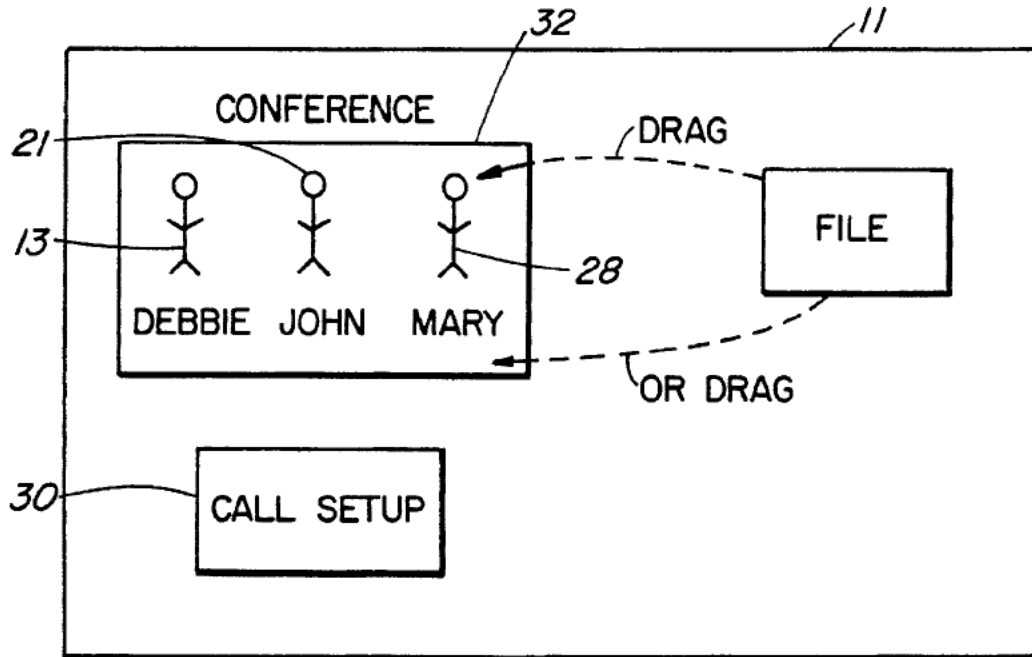 32
11
CONFERENCE
21
DRAG
FILE
13
28
DEBBIE JOHN MARY
OR DRAG
30
CALL SETUP